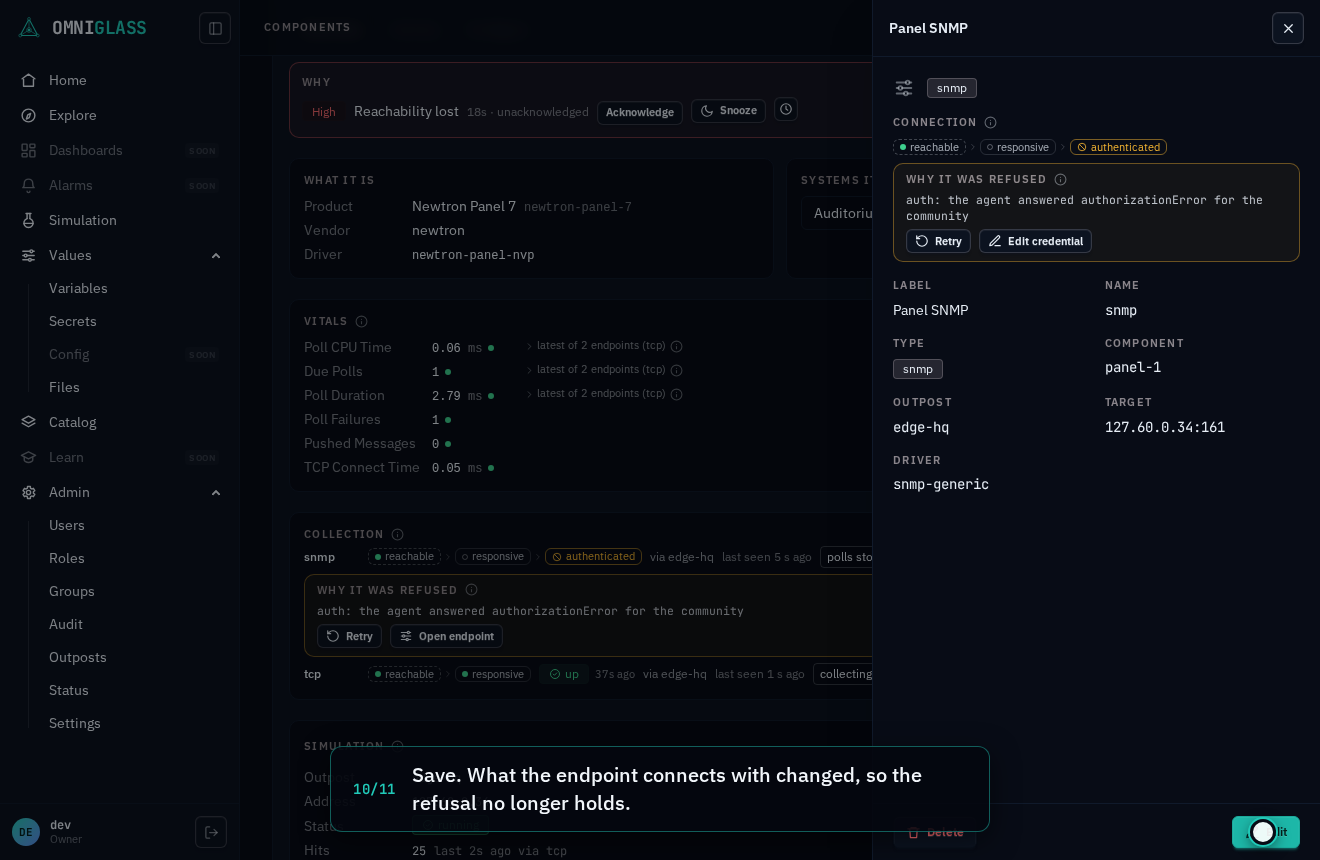 OMNIGLASS
Home
Explore
Dashboards SOON
Alarms SOON
Simulation
Values
Variables
Secrets
Config SOON
Files
Catalog
Learn SOON
Admin
Users
Roles
Groups
Audit
Outposts
Status
Settings
DE dev
Owner
COMPONENTS
WHY
High Reachability lost 18s · unacknowledged Acknowledge Snooze
WHAT IT IS
Product Newtron Panel 7 newtron-panel-7
Vendor newtron
Driver newtron-panel-nvp
SYSTEMS IT
Auditoriu
VITALS
Poll CPU Time 0.06 ms latest of 2 endpoints (tcp)
Due Polls 1 latest of 2 endpoints (tcp)
Poll Duration 2.79 ms latest of 2 endpoints (tcp)
Poll Failures 1
Pushed Messages 0
TCP Connect Time 0.05 ms
COLLECTION
snmp reachable › responsive › authenticated via edge-hq last seen 5 s ago polls sto
WHY IT WAS REFUSED
auth: the agent answered authorizationError for the community
Retry Open endpoint
tcp reachable › responsive up 37s ago via edge-hq last seen 1 s ago collecting
SIMULATION
Hits 25 last 2s ago via tcp
Panel SNMP
snmp
CONNECTION
reachable › responsive › authenticated
WHY IT WAS REFUSED
auth: the agent answered authorizationError for the
community
Retry Edit credential
LABEL NAME
Panel SNMP snmp
TYPE COMPONENT
snmp panel-1
OUTPOST TARGET
edge-hq 127.60.0.34:161
DRIVER
snmp-generic
Delete
10/11 Save. What the endpoint connects with changed, so the
refusal no longer holds.